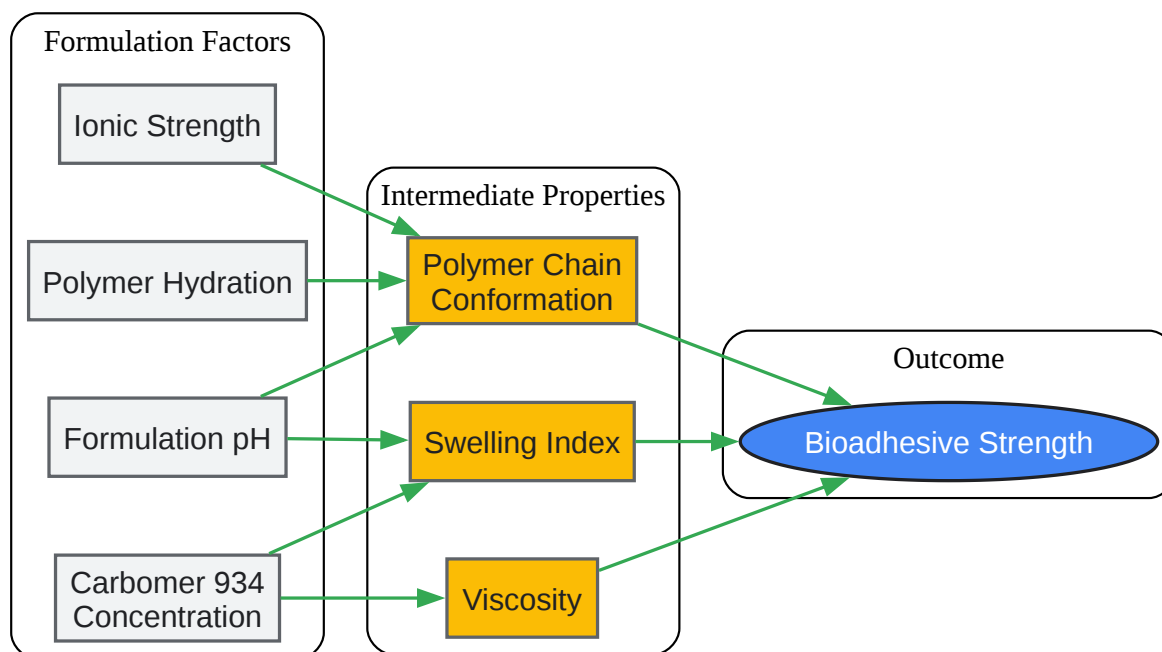 Formulation Factors
Ionic Strength
Polymer Hydration
Formulation pH
Carbomer 934
Concentration
Intermediate Properties
Polymer Chain
Conformation
Swelling Index
Viscosity
Outcome
Bioadhesive Strength